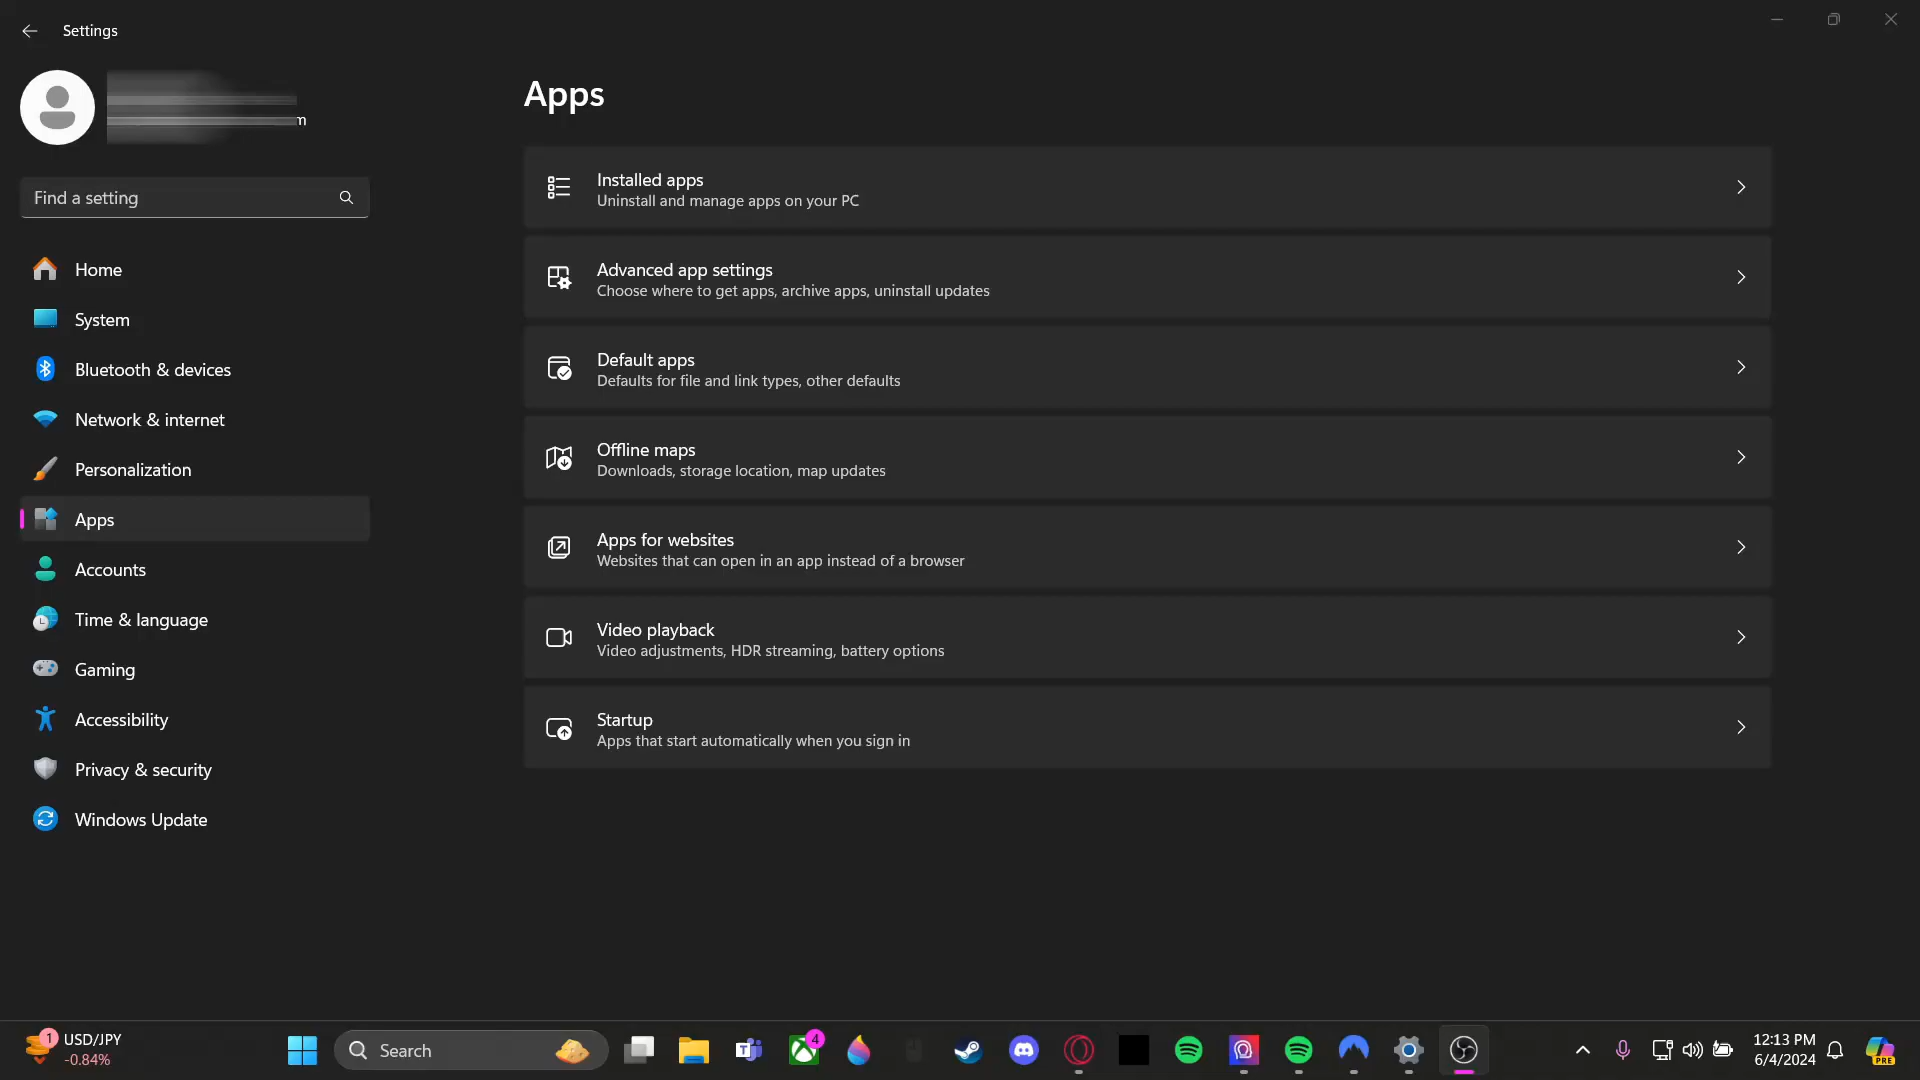 Settings
m
Find a setting
Home
System
Bluetooth & devices
Network & internet
Personalization
Apps
Accounts
Time & language
Gaming
Accessibility
Privacy & security
Windows Update
Apps
Installed apps
Uninstall and manage apps on your PC
Advanced app settings
Choose where to get apps, archive apps, uninstall updates
Default apps
Defaults for file and link types, other defaults
Offline maps
Downloads, storage location, map updates
Apps for websites
Websites that can open in an app instead of a browser
Video playback
Video adjustments, HDR streaming, battery options
Startup
Apps that start automatically when you sign in
1
USD/JPY
-0.84%
Search
4
12:13 PM
6/4/2024
PRE